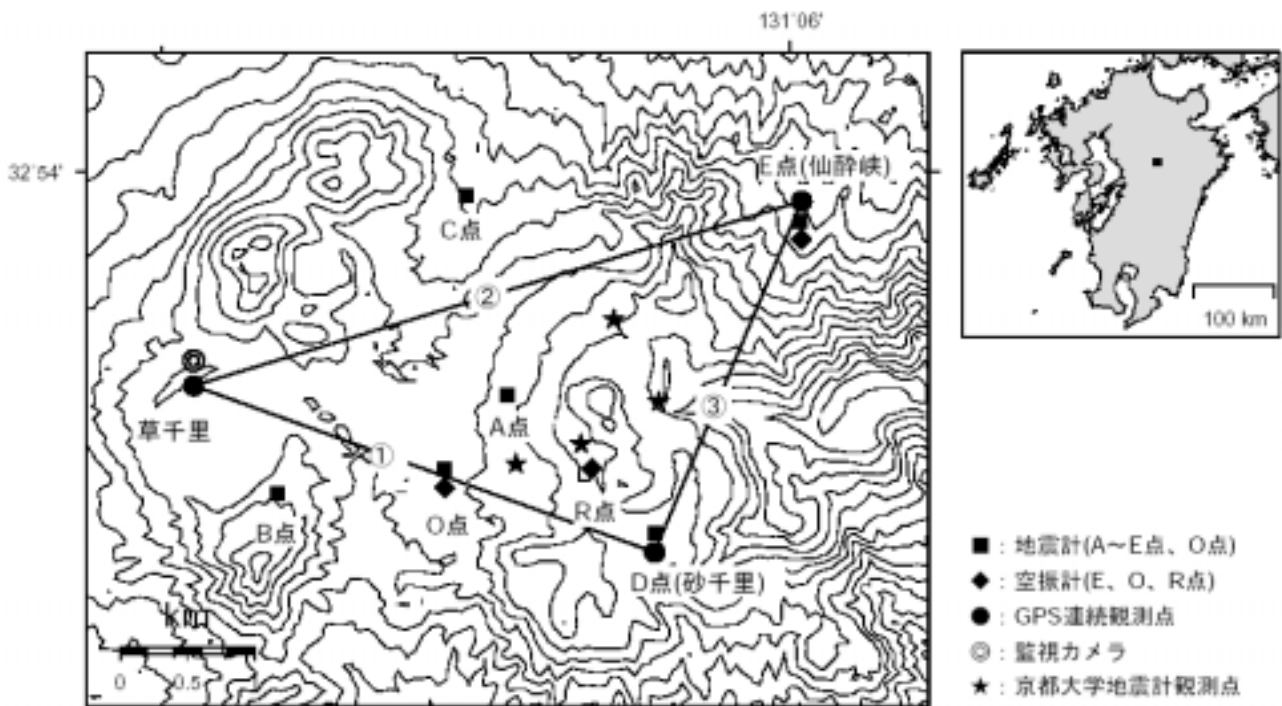 131°06'
32°54'
E点(仙酔峡)
C点
②
草千里
A点
③
①
B点
O点
R点
D点(砂千里)
km
0 0.5 1
100 km
■：地震計(A〜E点、O点)
◆：空振計(E、O、R点)
●：GPS連続観測点
◎：監視カメラ
★：京都大学地震計観測点